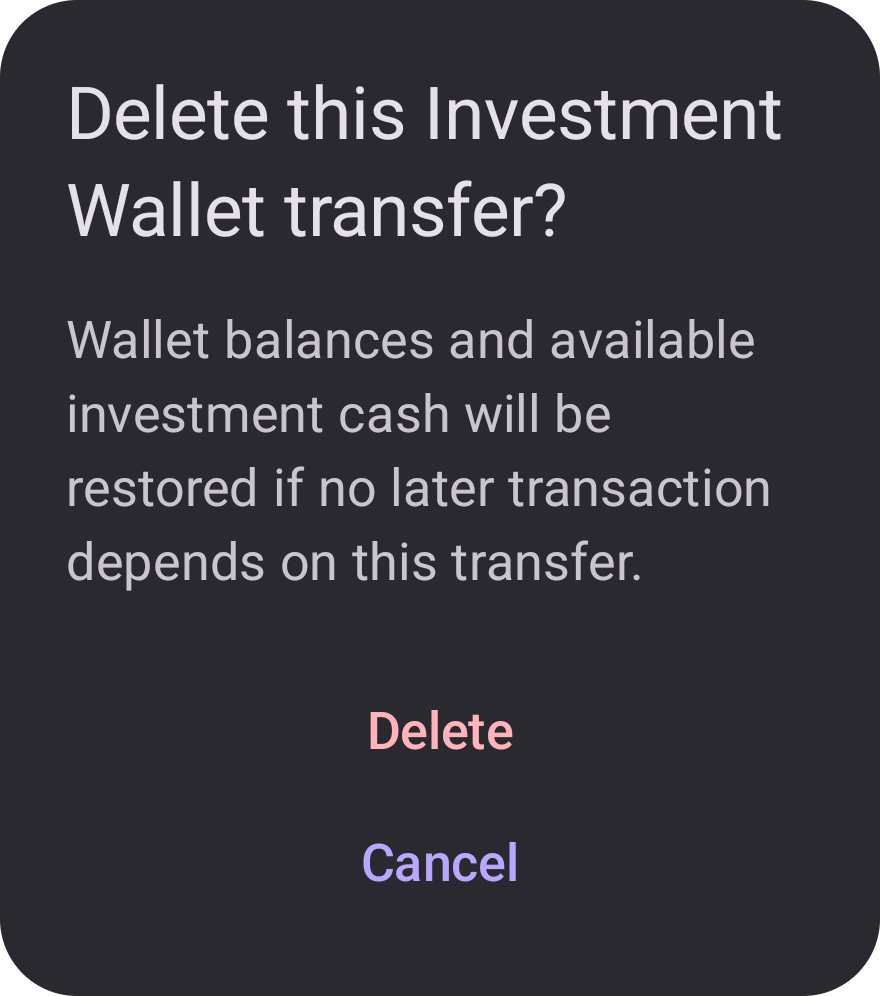 Delete this Investment
Wallet transfer?
Wallet balances and available
investment cash will be
restored if no later transaction
depends on this transfer.
Delete
Cancel